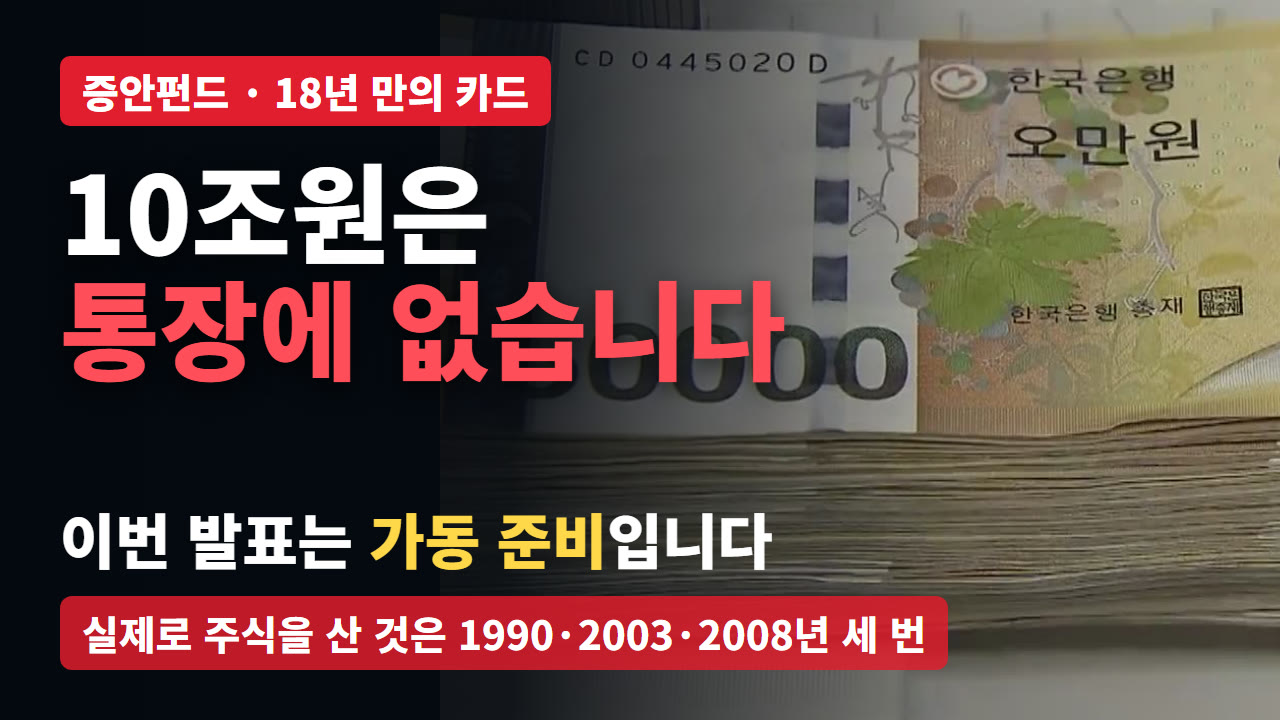 증안펀드 · 18년 만의 카드
10조원은
통장에 없습니다
이번 발표는 가동 준비입니다
실제로 주식을 산 것은 1990·2003·2008년 세 번
CD 0445020 D
한국은행
오만원
한국은행 총재
0000